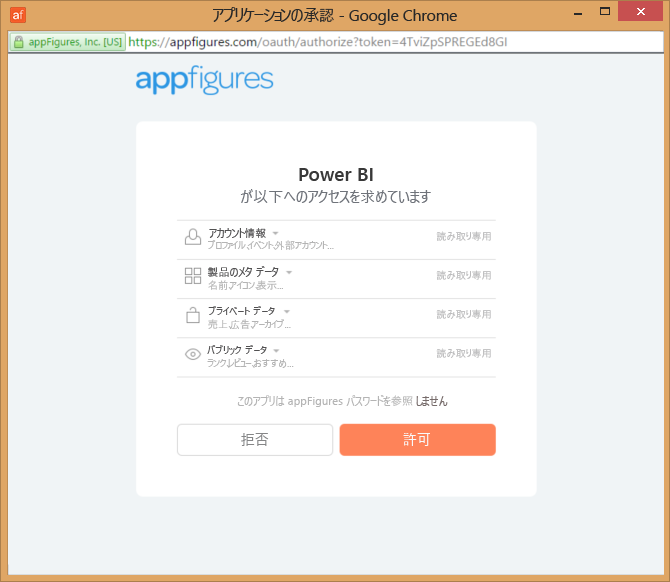 af アプリケーションの承認 - Google Chrome
appFigures, Inc. [US] https://appfigures.com/oauth/authorize?token=4TviZpSPREGEd8GI
appfigures
Power BI
が以下へのアクセスを求めています
アカウント情報 読み取り専用
プロファイル,イベント,外部アカウント...
製品のメタ データ 読み取り専用
名前,アイコン,表示...
プライベート データ 読み取り専用
売上,広告,アーカイブ...
パブリック データ 読み取り専用
ランク,レビュー,おすすめ...
このアプリは appFigures パスワードを参照 しません
拒否 許可